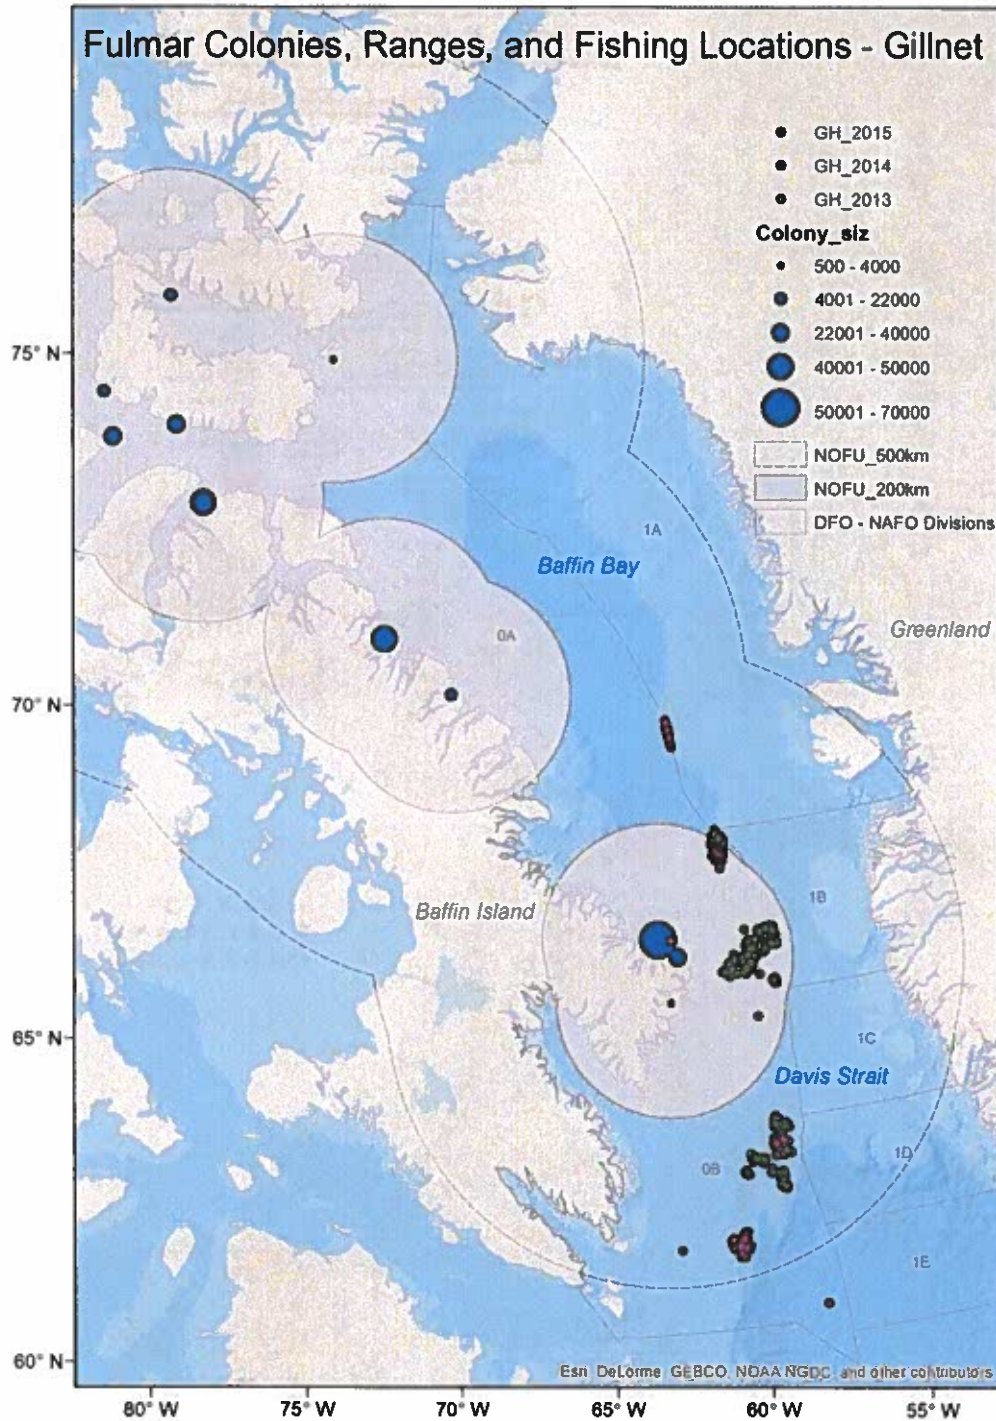 Fulmar Colonies, Ranges, and Fishing Locations - Gillnet
GH_2015
GH_2014
GH_2013
Colony_siz
500 - 4000
4001 - 22000
22001 - 40000
40001 - 50000
50001 - 70000
NOFU_500km
NOFU_200km
DFO - NAFO Divisions
75° N
1A
Baffin Bay
Greenland
0A
70° N
1B
Baffin Island
65° N
1C
Davis Strait
0B
1D
1E
60° N
Esri DeLorme GEBCO NOAA NGDC and other contributors
80° W
75° W
70° W
65° W
60° W
55° W